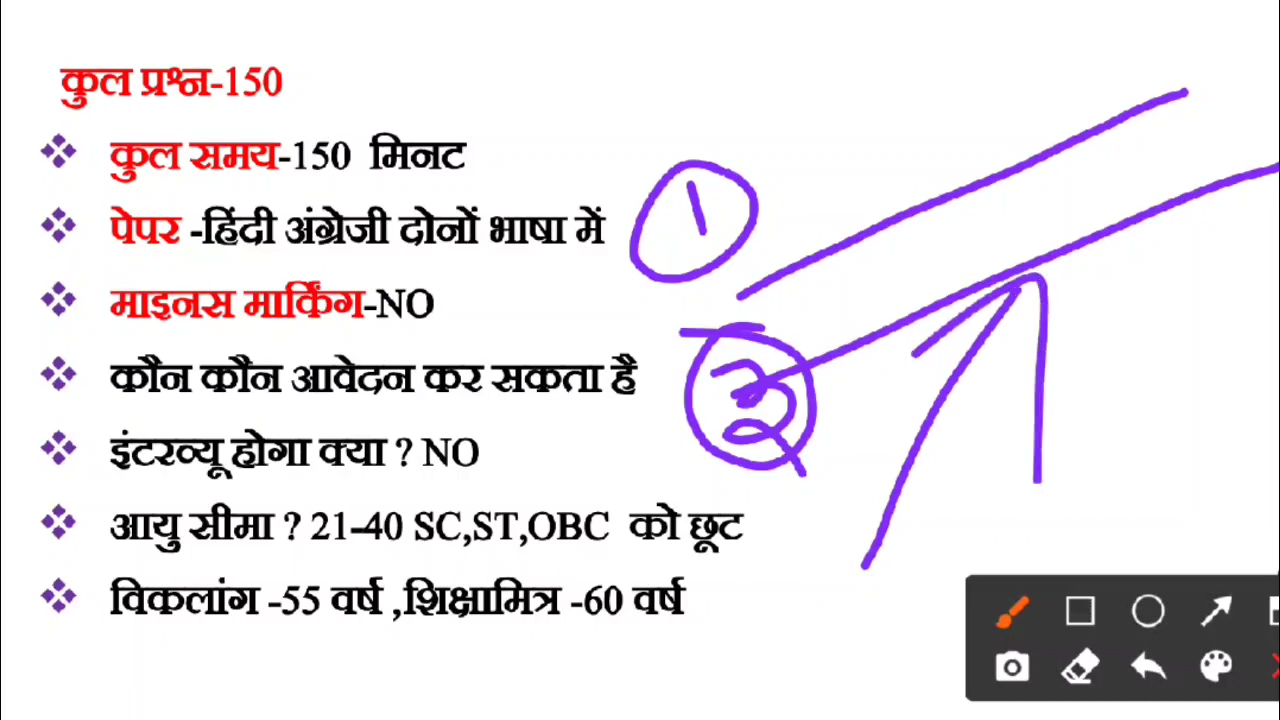 कुल प्रश्न-150
कुल समय-150 मिनट
पेपर -हिंदी अंग्रेजी दोनों भाषा में
माइनस मार्किंग-NO
कौन कौन आवेदन कर सकता है
इंटरव्यू होगा क्या ? NO
आयु सीमा ? 21-40 SC,ST,OBC को छूट
विकलांग -55 वर्ष ,शिक्षामित्र -60 वर्ष